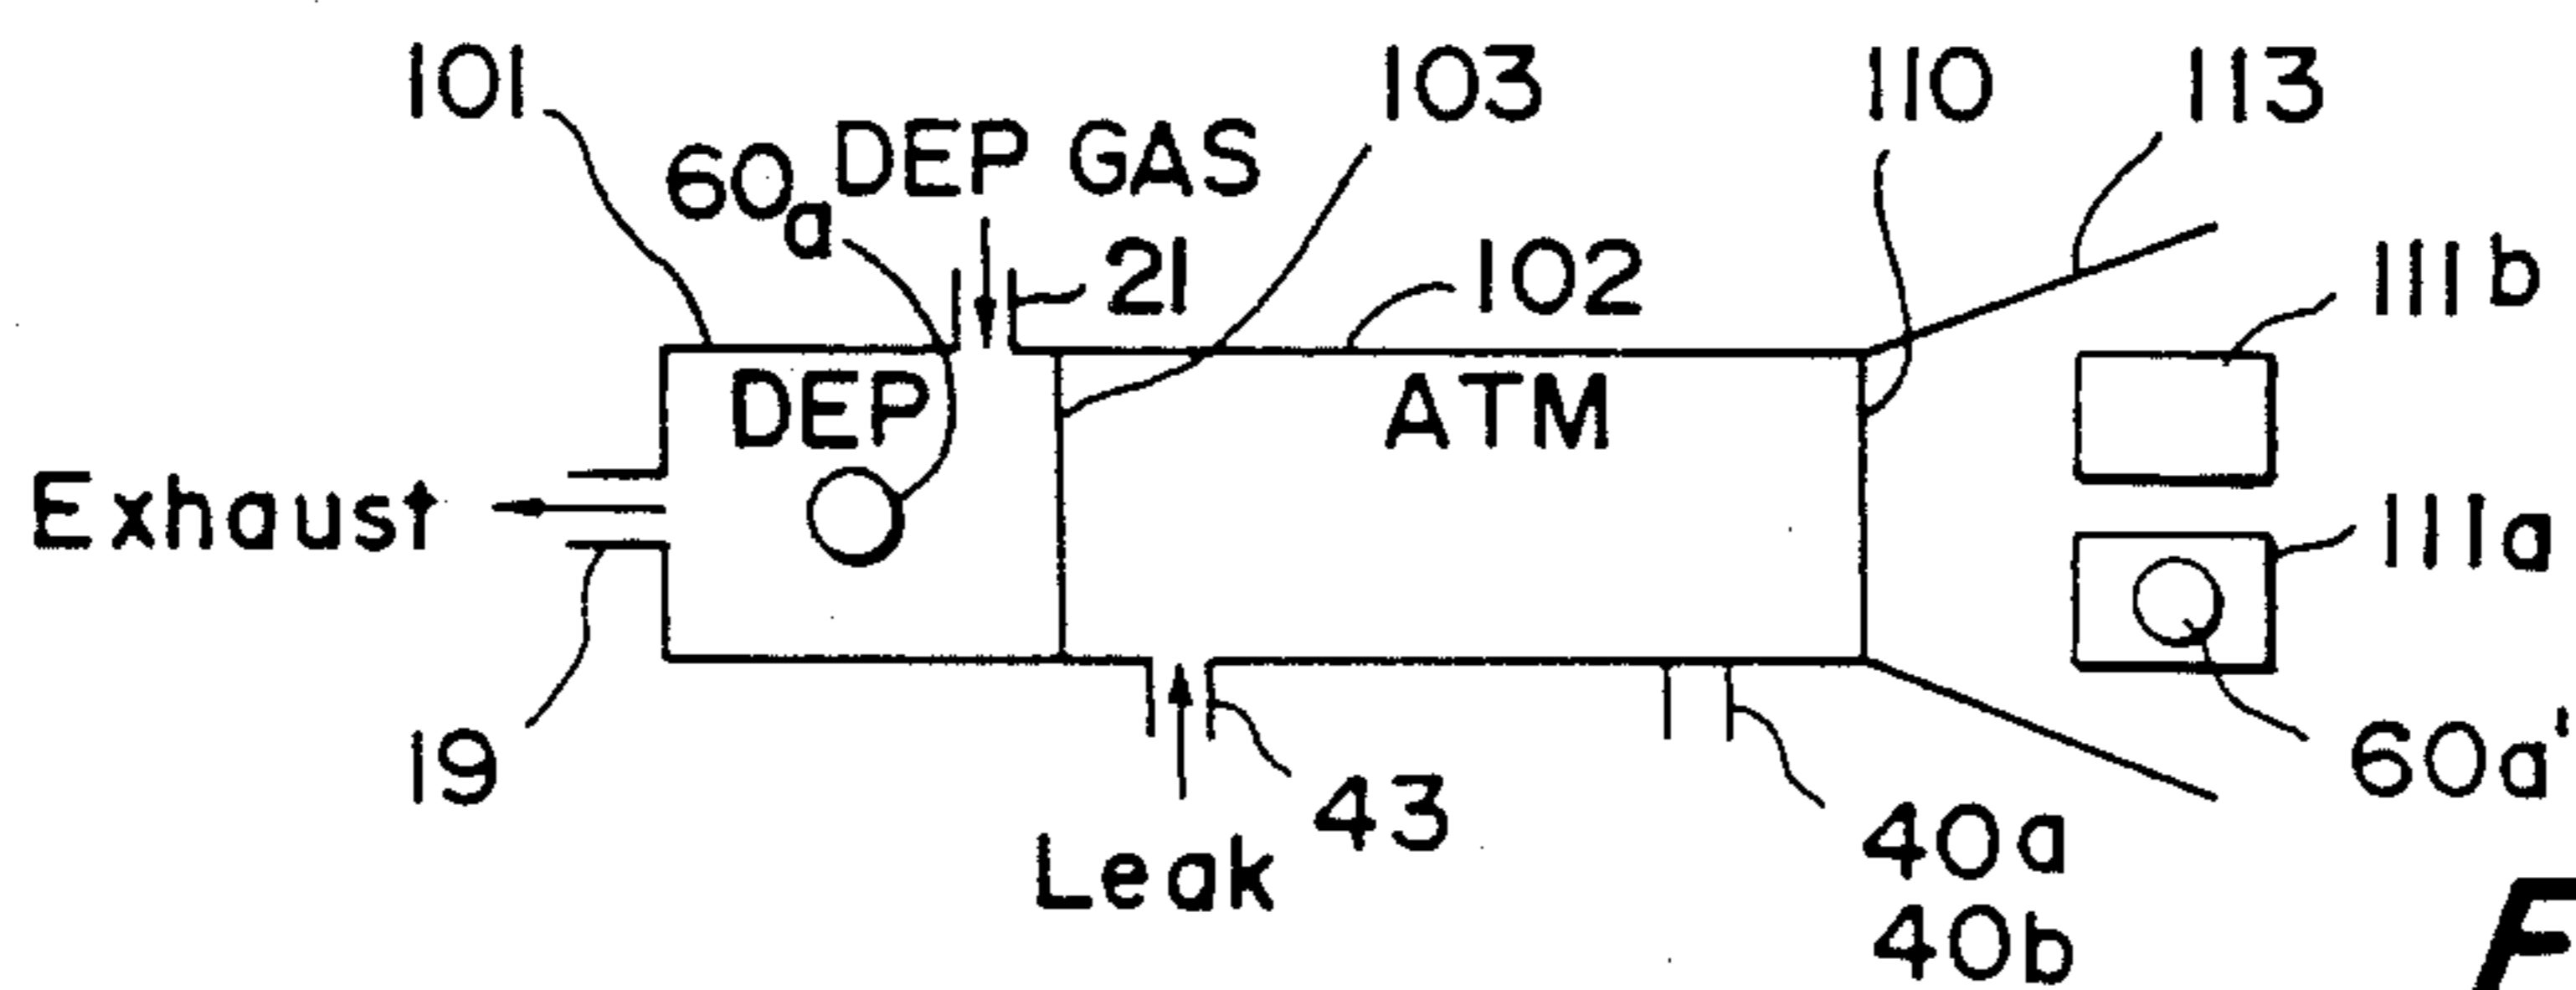 101
103
110
113
60a
DEP GAS
21
102
111b
DEP
ATM
Exhaust
111a
19
43
60a'
Leak
40a
40b
F